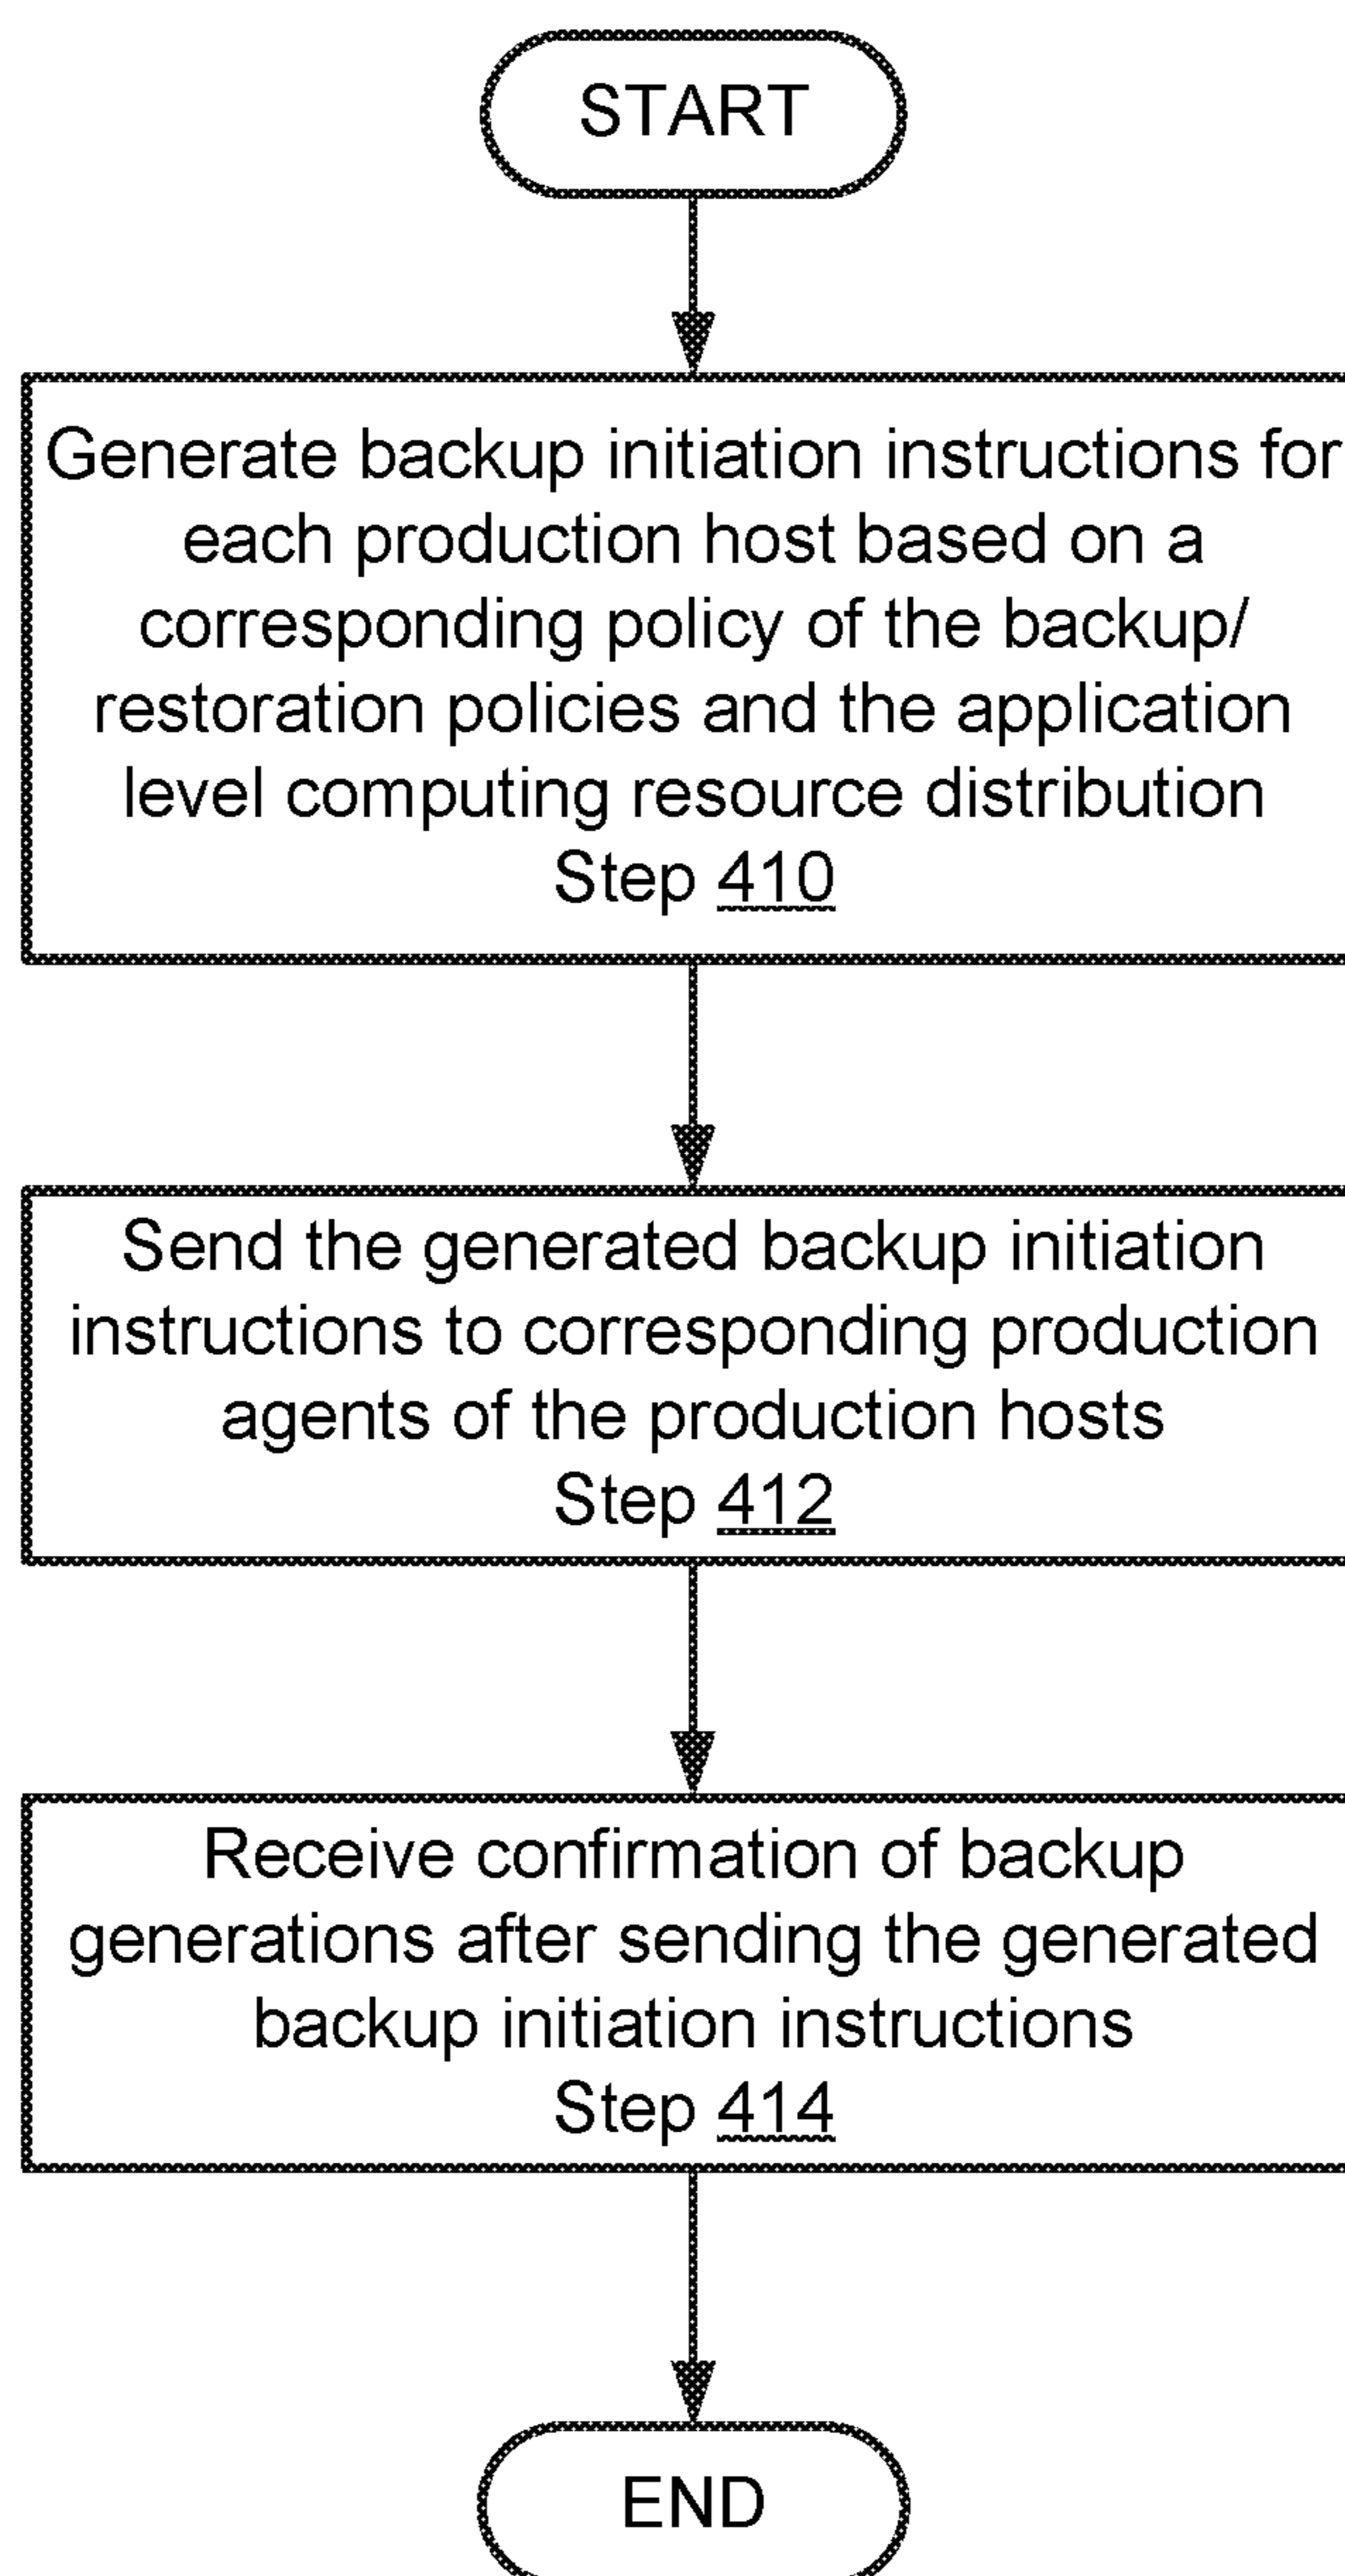 START
Generate backup initiation instructions for
each production host based on a
corresponding policy of the backup/
restoration policies and the application
level computing resource distribution
Step 410
Send the generated backup initiation
instructions to corresponding production
agents of the production hosts
Step 412
Receive confirmation of backup
generations after sending the generated
backup initiation instructions
Step 414
END